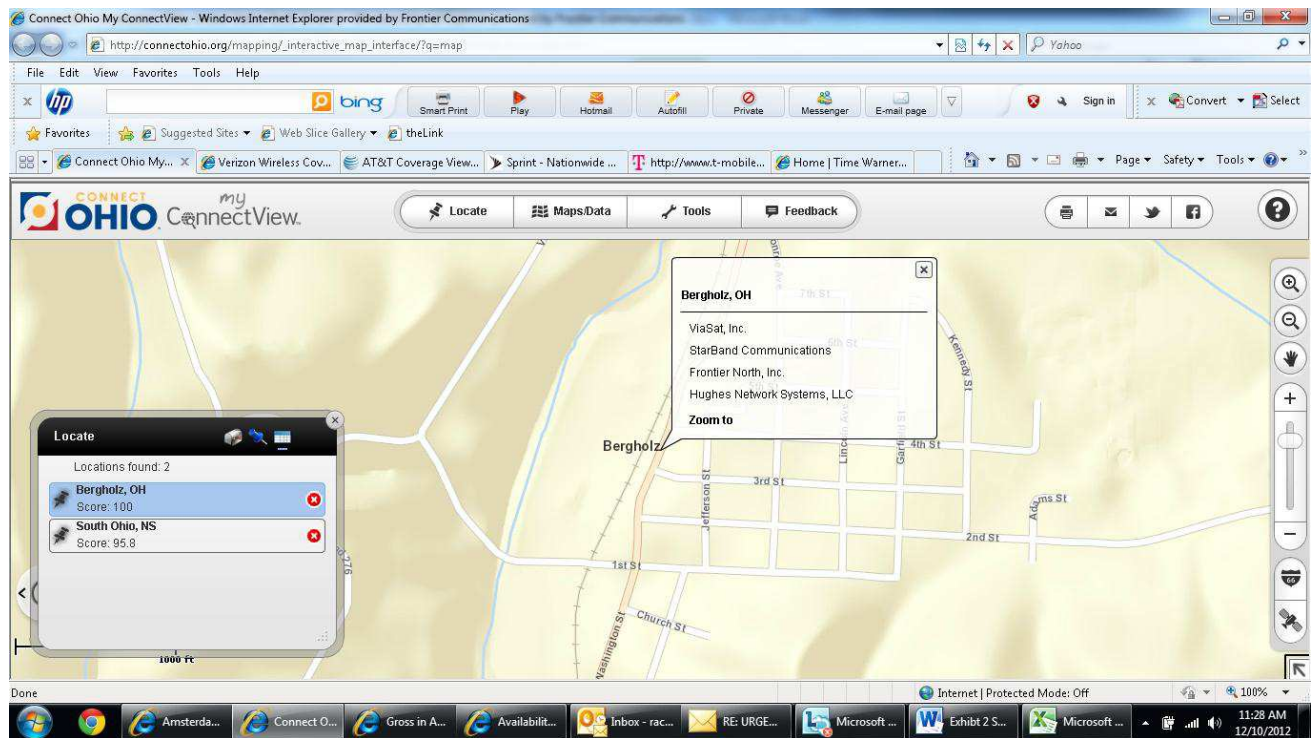 Connect Ohio My ConnectView - Windows Internet Explorer provided by Frontier Communications
http://connectohio.org/mapping/_interactive_map_interface/?q=map
Yahoo
File Edit View Favorites Tools Help
x hp bing Smart Print Play Hotmail Autofill Private Messenger E-mail page Sign in x Convert Select
Favorites Suggested Sites Web Slice Gallery theLink
Connect Ohio My... x Verizon Wireless Cov... AT&T Coverage View... Sprint - Nationwide ... http://www.t-mobile... Home | Time Warner... Page Safety Tools
CONNECT OHIO. my ConnectView. Locate Maps/Data Tools Feedback
Bergholz, OH
ViaSat, Inc.
StarBand Communications
Frontier North, Inc.
Hughes Network Systems, LLC
Zoom to
7th St
Kennedy St
Lincoln Ave
Garfield St
4th St
Bergholz
3rd St
Jefferson St
Adams St
2nd St
1st St
Church St
Washington St
Locate
Locations found: 2
Bergholz, OH
Score: 100
South Ohio, NS
Score: 95.8
1000 ft
66
Done Internet | Protected Mode: Off 100%
Amsterda... Connect O... Gross in A... Availabilit... Inbox - rac... RE: URGE... Microsoft ... Exhibt 2 S... Microsoft ... 11:28 AM
12/10/2012